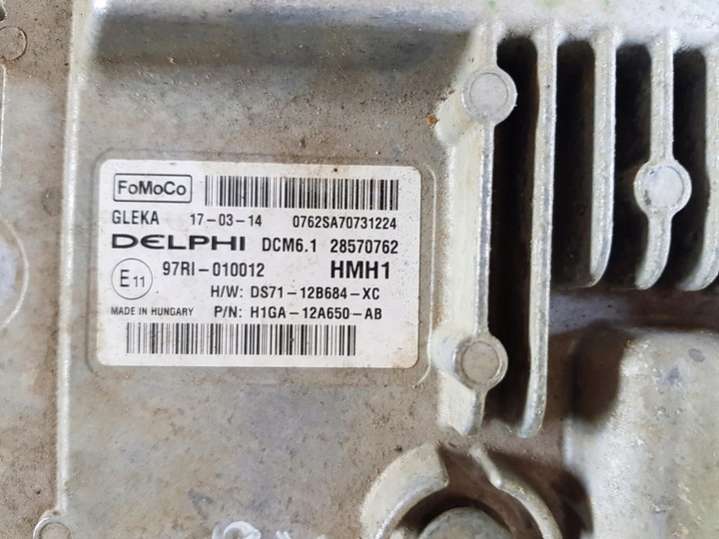 FoMoCo
GLEKA 17-03-14 0762SA70731224
DELPHI DCM6.1 28570762
E11 97RI-010012 HMH1
H/W: DS71-12B684-XC
MADE IN HUNGARY P/N: H1GA-12A650-AB